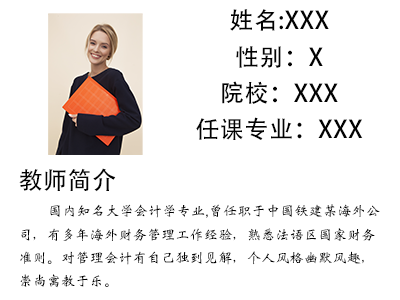 姓名:XXX
性别：X
院校：XXX
任课专业：XXX
教师简介
国内知名大学会计学专业,曾任职于中国铁建某海外公
司，有多年海外财务管理工作经验，熟悉法语区国家财务
准则。对管理会计有自己独到见解，个人风格幽默风趣，
崇尚寓教于乐。